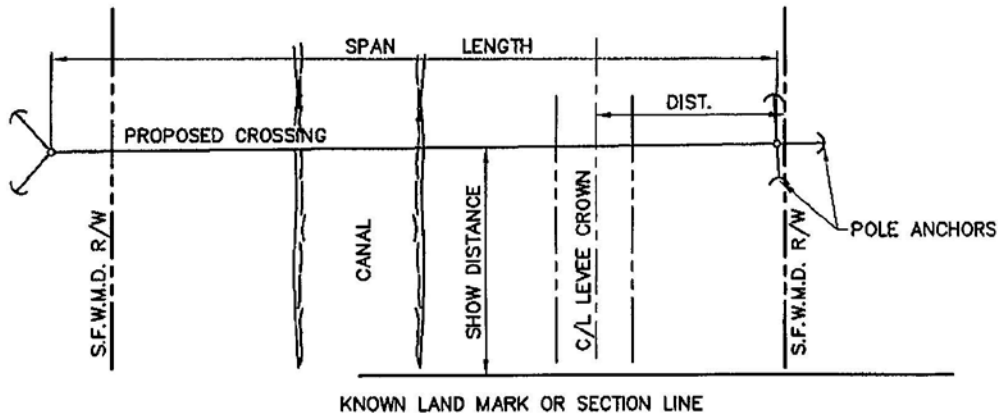 SPAN LENGTH
DIST.
PROPOSED CROSSING
S.F.W.M.D. R/W
CANAL
SHOW DISTANCE
C/L LEVEE CROWN
S.F.W.M.D. R/W
POLE ANCHORS
KNOWN LAND MARK OR SECTION LINE